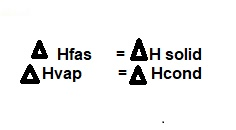 Δ Hfas = ΔH solid
ΔHvap = Δ Hcond